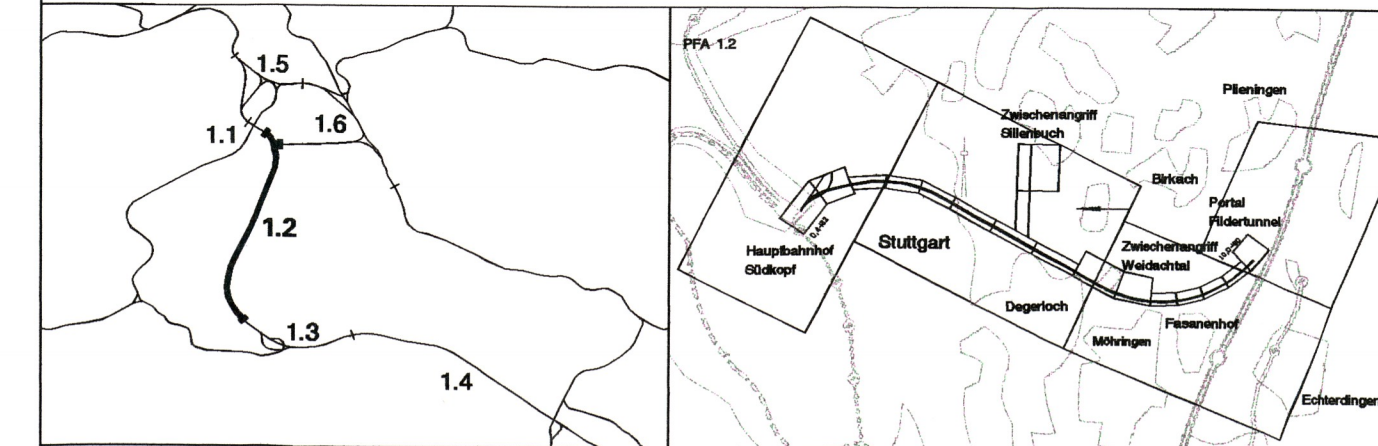 1.5
1.1
1.6
1.2
1.3
1.4
PFA 1.2
Plieningen
Zwischenangriff
Sillenbuch
Birkach
Portal
Fildertunnel
Hauptbahnhof
Südkopf
Stuttgart
Zwischenangriff
Weidachtal
Degerloch
Fasanenhof
Möhringen
Echterdingen